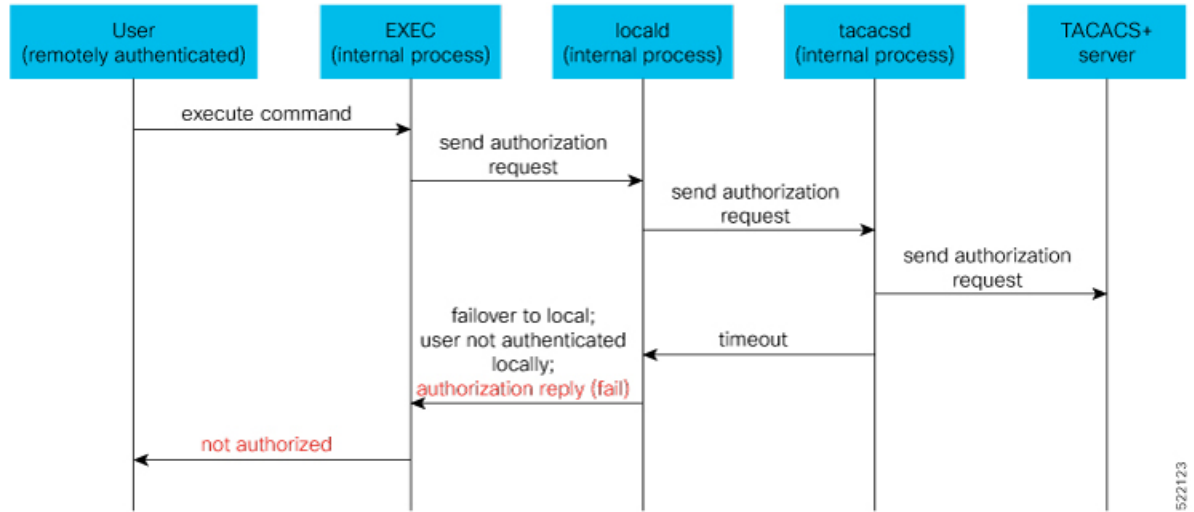 User
(remotely authenticated)
EXEC
(internal process)
locald
(internal process)
tacacsd
(internal process)
TACACS+
server
execute command
send authorization
request
send authorization
request
send authorization
request
timeout
failover to local;
user not authenticated
locally;
authorization reply (fail)
not authorized
522123